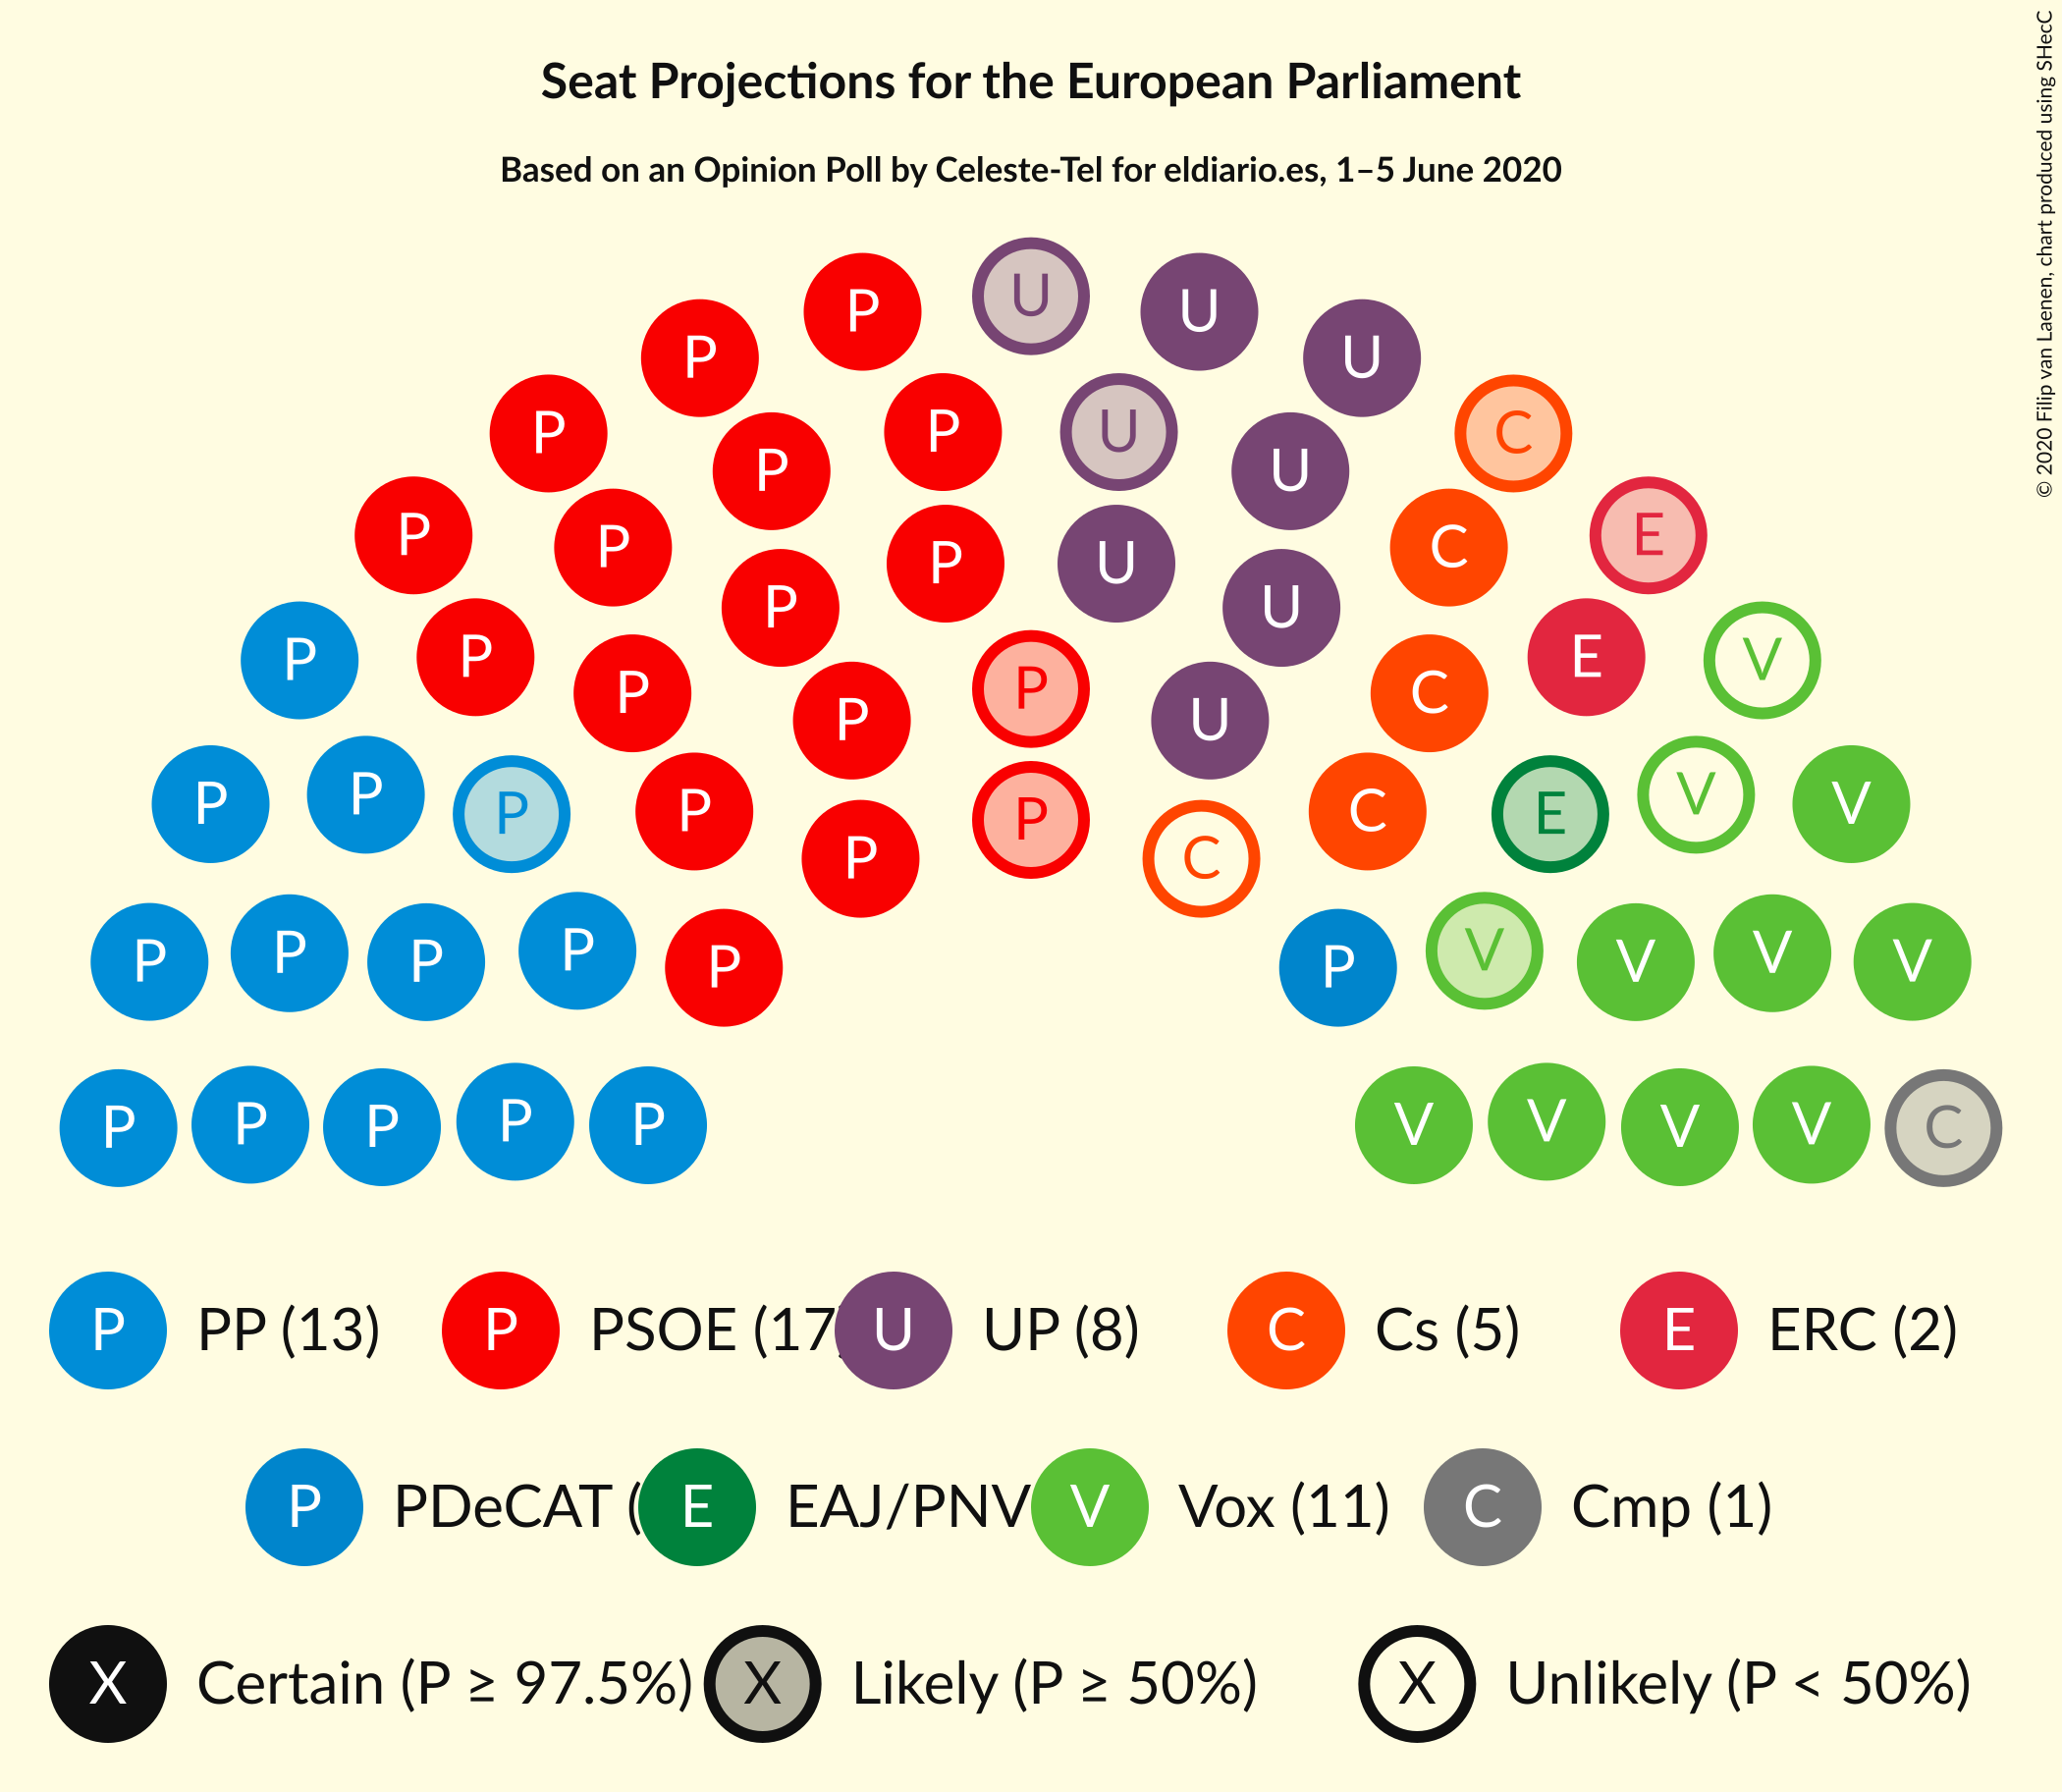 Seat Projections for the European Parliament
Based on an Opinion Poll by Celeste-Tel for eldiario.es, 1–5 June 2020
© 2020 Filip van Laenen, chart produced using SHecC
U
P U
P U
P P U C
P U
P P C E
P U
P U
P P E V
P P C
P U
P P P P P C E V V
P C
P P P P P P V V V V
P P P P P V V V V C
P PP (13) P PSOE (17 U UP (8) C Cs (5) E ERC (2)
P PDeCAT ( E EAJ/PNV V Vox (11) C Cmp (1)
X Certain (P ≥ 97.5%) X Likely (P ≥ 50%) X Unlikely (P < 50%)